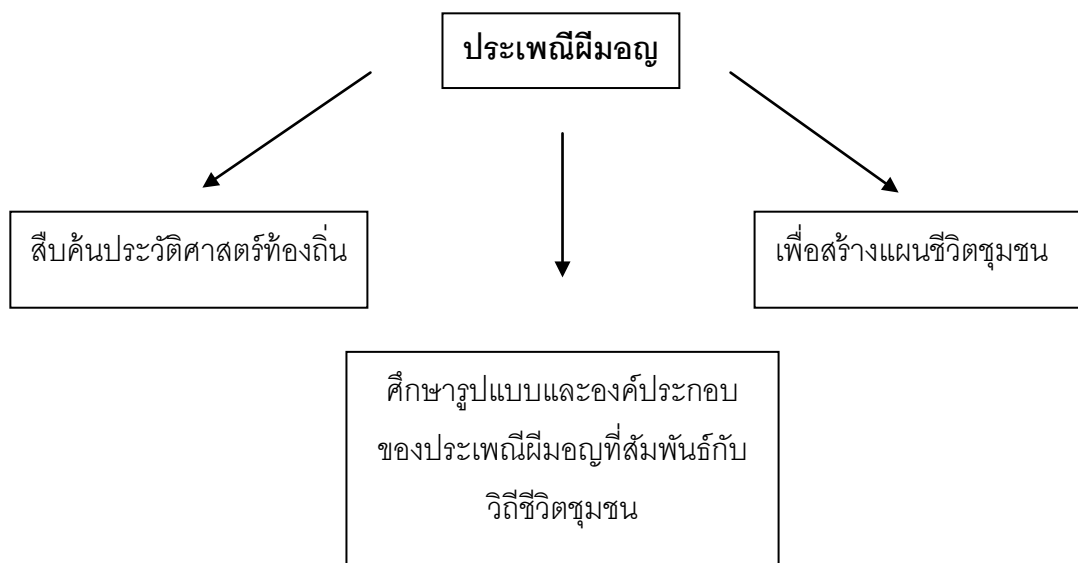 ประเพณีผีมอญ
สืบค้นประวัติศาสตร์ท้องถิ่น
เพื่อสร้างแผนชีวิตชุมชน
ศึกษารูปแบบและองค์ประกอบ
ของประเพณีผีมอญที่สัมพันธ์กับ
วิถีชีวิตชุมชน